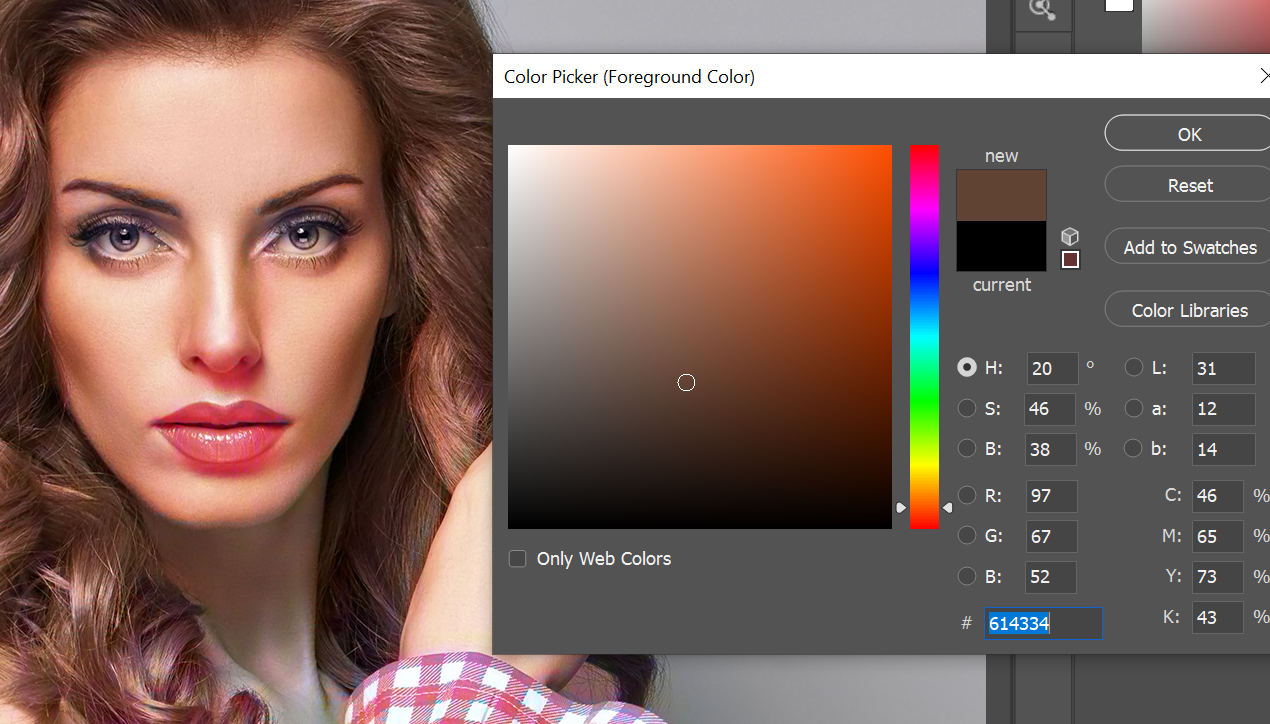 Color Picker (Foreground Color)
OK
new
Reset
Add to Swatches
current
Color Libraries
H: 20 ° L: 31
S: 46 % a: 12
B: 38 % b: 14
R: 97 C: 46 %
G: 67 M: 65 %
B: 52 Y: 73 %
# 614334 K: 43 %
Only Web Colors